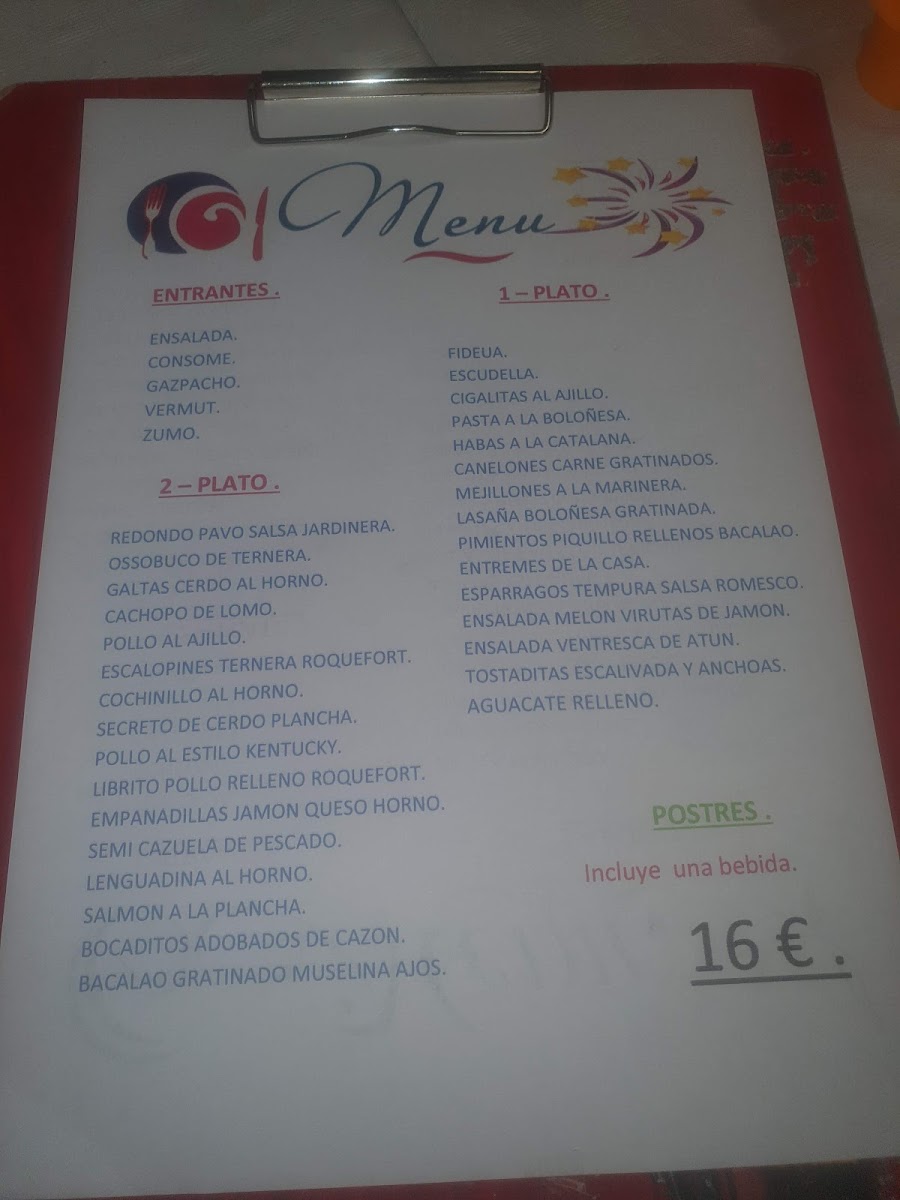 Menu
ENTRANTES .
ENSALADA.
CONSOME.
GAZPACHO.
VERMUT.
ZUMO.
2 – PLATO .
REDONDO PAVO SALSA JARDINERA.
OSSOBUCO DE TERNERA.
GALTAS CERDO AL HORNO.
CACHOPO DE LOMO.
POLLO AL AJILLO.
ESCALOPINES TERNERA ROQUEFORT.
COCHINILLO AL HORNO.
SECRETO DE CERDO PLANCHA.
POLLO AL ESTILO KENTUCKY.
LIBRITO POLLO RELLENO ROQUEFORT.
EMPANADILLAS JAMON QUESO HORNO.
SEMI CAZUELA DE PESCADO.
LENGUADINA AL HORNO.
SALMON A LA PLANCHA.
BOCADITOS ADOBADOS DE CAZON.
BACALAO GRATINADO MUSELINA AJOS.
1 – PLATO .
FIDEUA.
ESCUDELLA.
CIGALITAS AL AJILLO.
PASTA A LA BOLOÑESA.
HABAS A LA CATALANA.
CANELONES CARNE GRATINADOS.
MEJILLONES A LA MARINERA.
LASAÑA BOLOÑESA GRATINADA.
PIMIENTOS PIQUILLO RELLENOS BACALAO.
ENTREMES DE LA CASA.
ESPARRAGOS TEMPURA SALSA ROMESCO.
ENSALADA MELON VIRUTAS DE JAMON.
ENSALADA VENTRESCA DE ATUN.
TOSTADITAS ESCALIVADA Y ANCHOAS.
AGUACATE RELLENO.
POSTRES .
Incluye una bebida.
16 € .